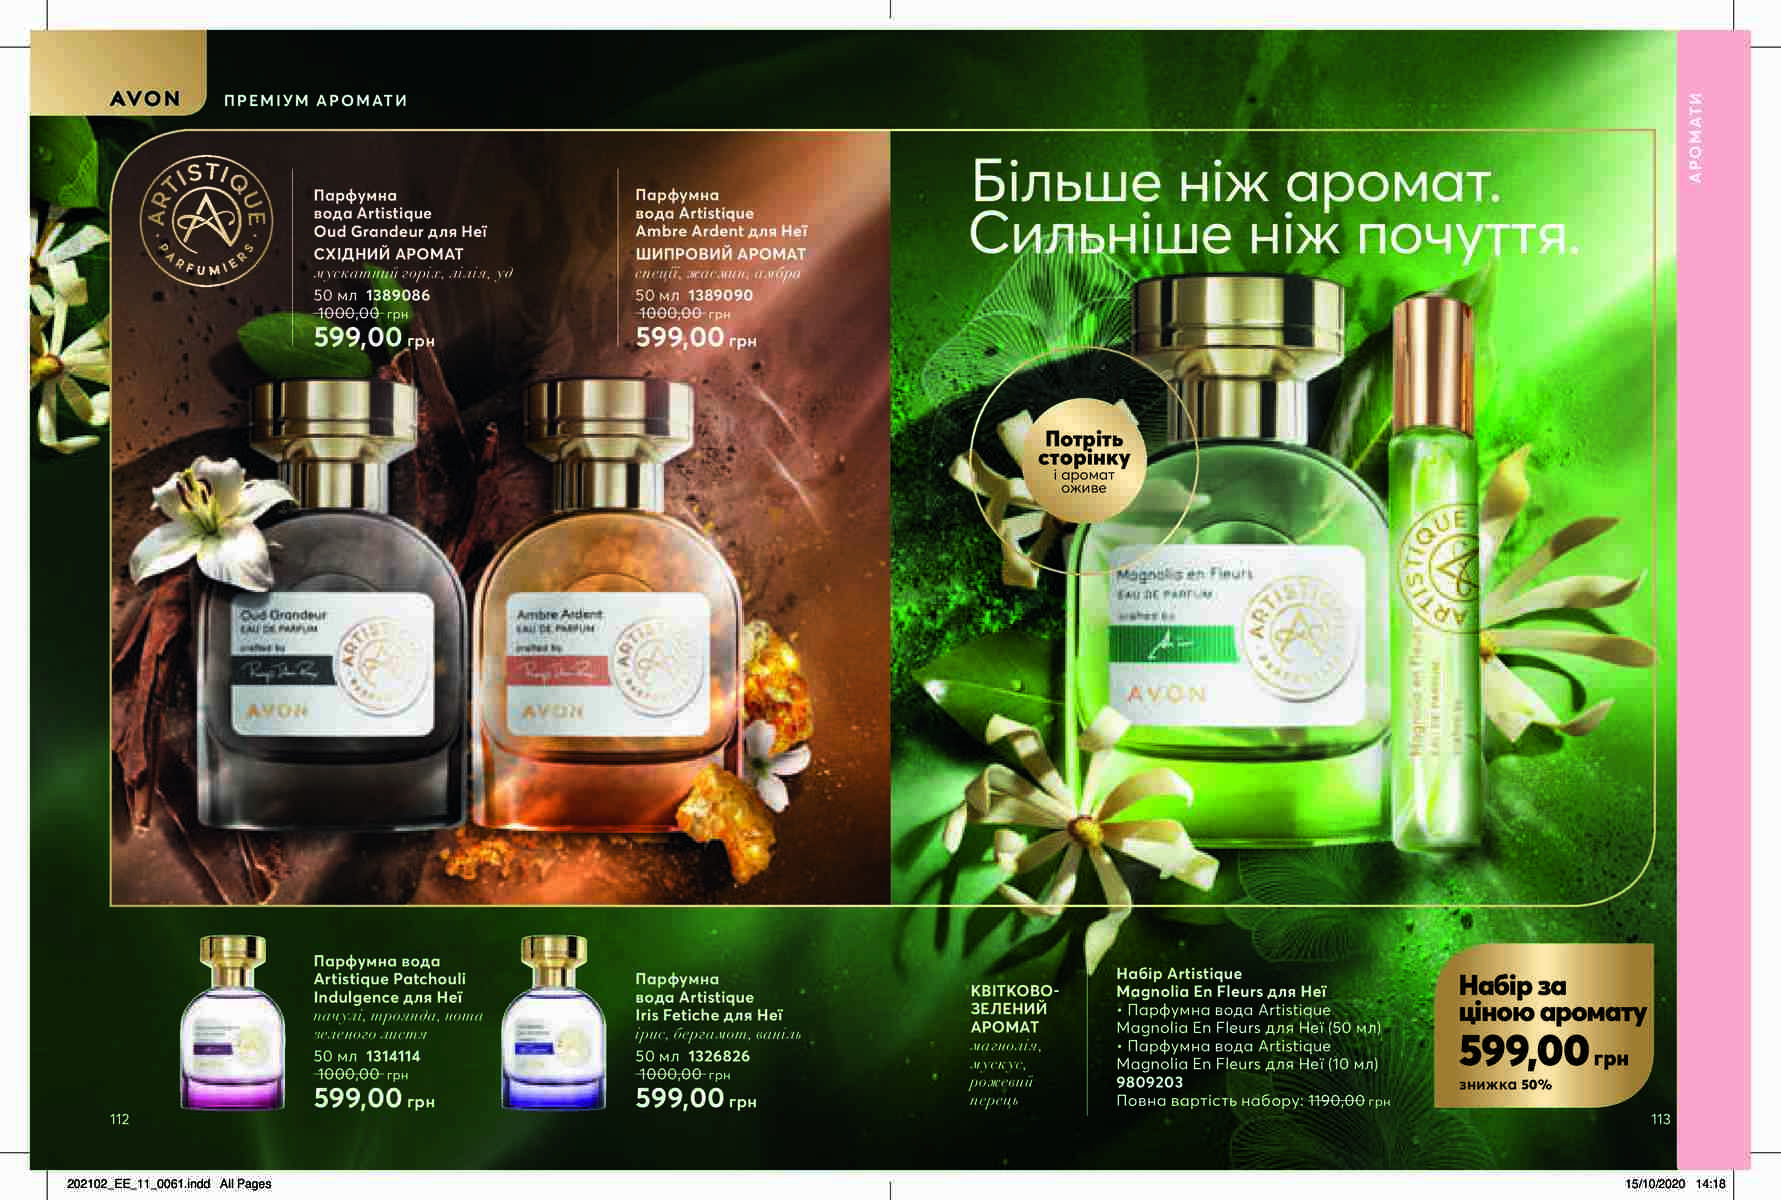 AVON
ПРЕМІУМ АРОМАТИ
АРОМАТИ
ARTISTIQUE
PARFUMIERS
Парфумна
вода Artistique
Oud Grandeur для Неї
СХІДНИЙ АРОМАТ
мускатний горіх, лілія, уд
50 мл 1389086
1000,00 грн
599,00 грн
Парфумна
вода Artistique
Ambre Ardent для Неї
ШИПРОВИЙ АРОМАТ
спеції, жасмин, амбра
50 мл 1389090
1000,00 грн
599,00 грн
Більше ніж аромат.
Сильніше ніж почуття.
Потріть
сторінку
і аромат
оживе
Oud Grandeur
EAU DE PARFUM
crafted by
AVON
Ambre Ardent
EAU DE PARFUM
crafted by
AVON
Magnolia en Fleurs
EAU DE PARFUM
crafted by
AVON
ARTISTIQUE
Magnolia en Fleurs
EAU DE PARFUM
Парфумна вода
Artistique Patchouli
Indulgence для Неї
пачулі, троянда, нота
зеленого листя
50 мл 1314114
1000,00 грн
599,00 грн
Парфумна
вода Artistique
Iris Fetiche для Неї
ірис, бергамот, ваніль
50 мл 1326826
1000,00 грн
599,00 грн
КВІТКОВО-
ЗЕЛЕНИЙ
АРОМАТ
магнолія,
мускус,
рожевий
перець
Набір Artistique
Magnolia En Fleurs для Неї
• Парфумна вода Artistique
Magnolia En Fleurs для Неї (50 мл)
• Парфумна вода Artistique
Magnolia En Fleurs для Неї (10 мл)
9809203
Повна вартість набору: 1190,00 грн
Набір за
ціною аромату
599,00 грн
знижка 50%
112
113
202102_EE_11_0061.indd All Pages
15/10/2020 14:18